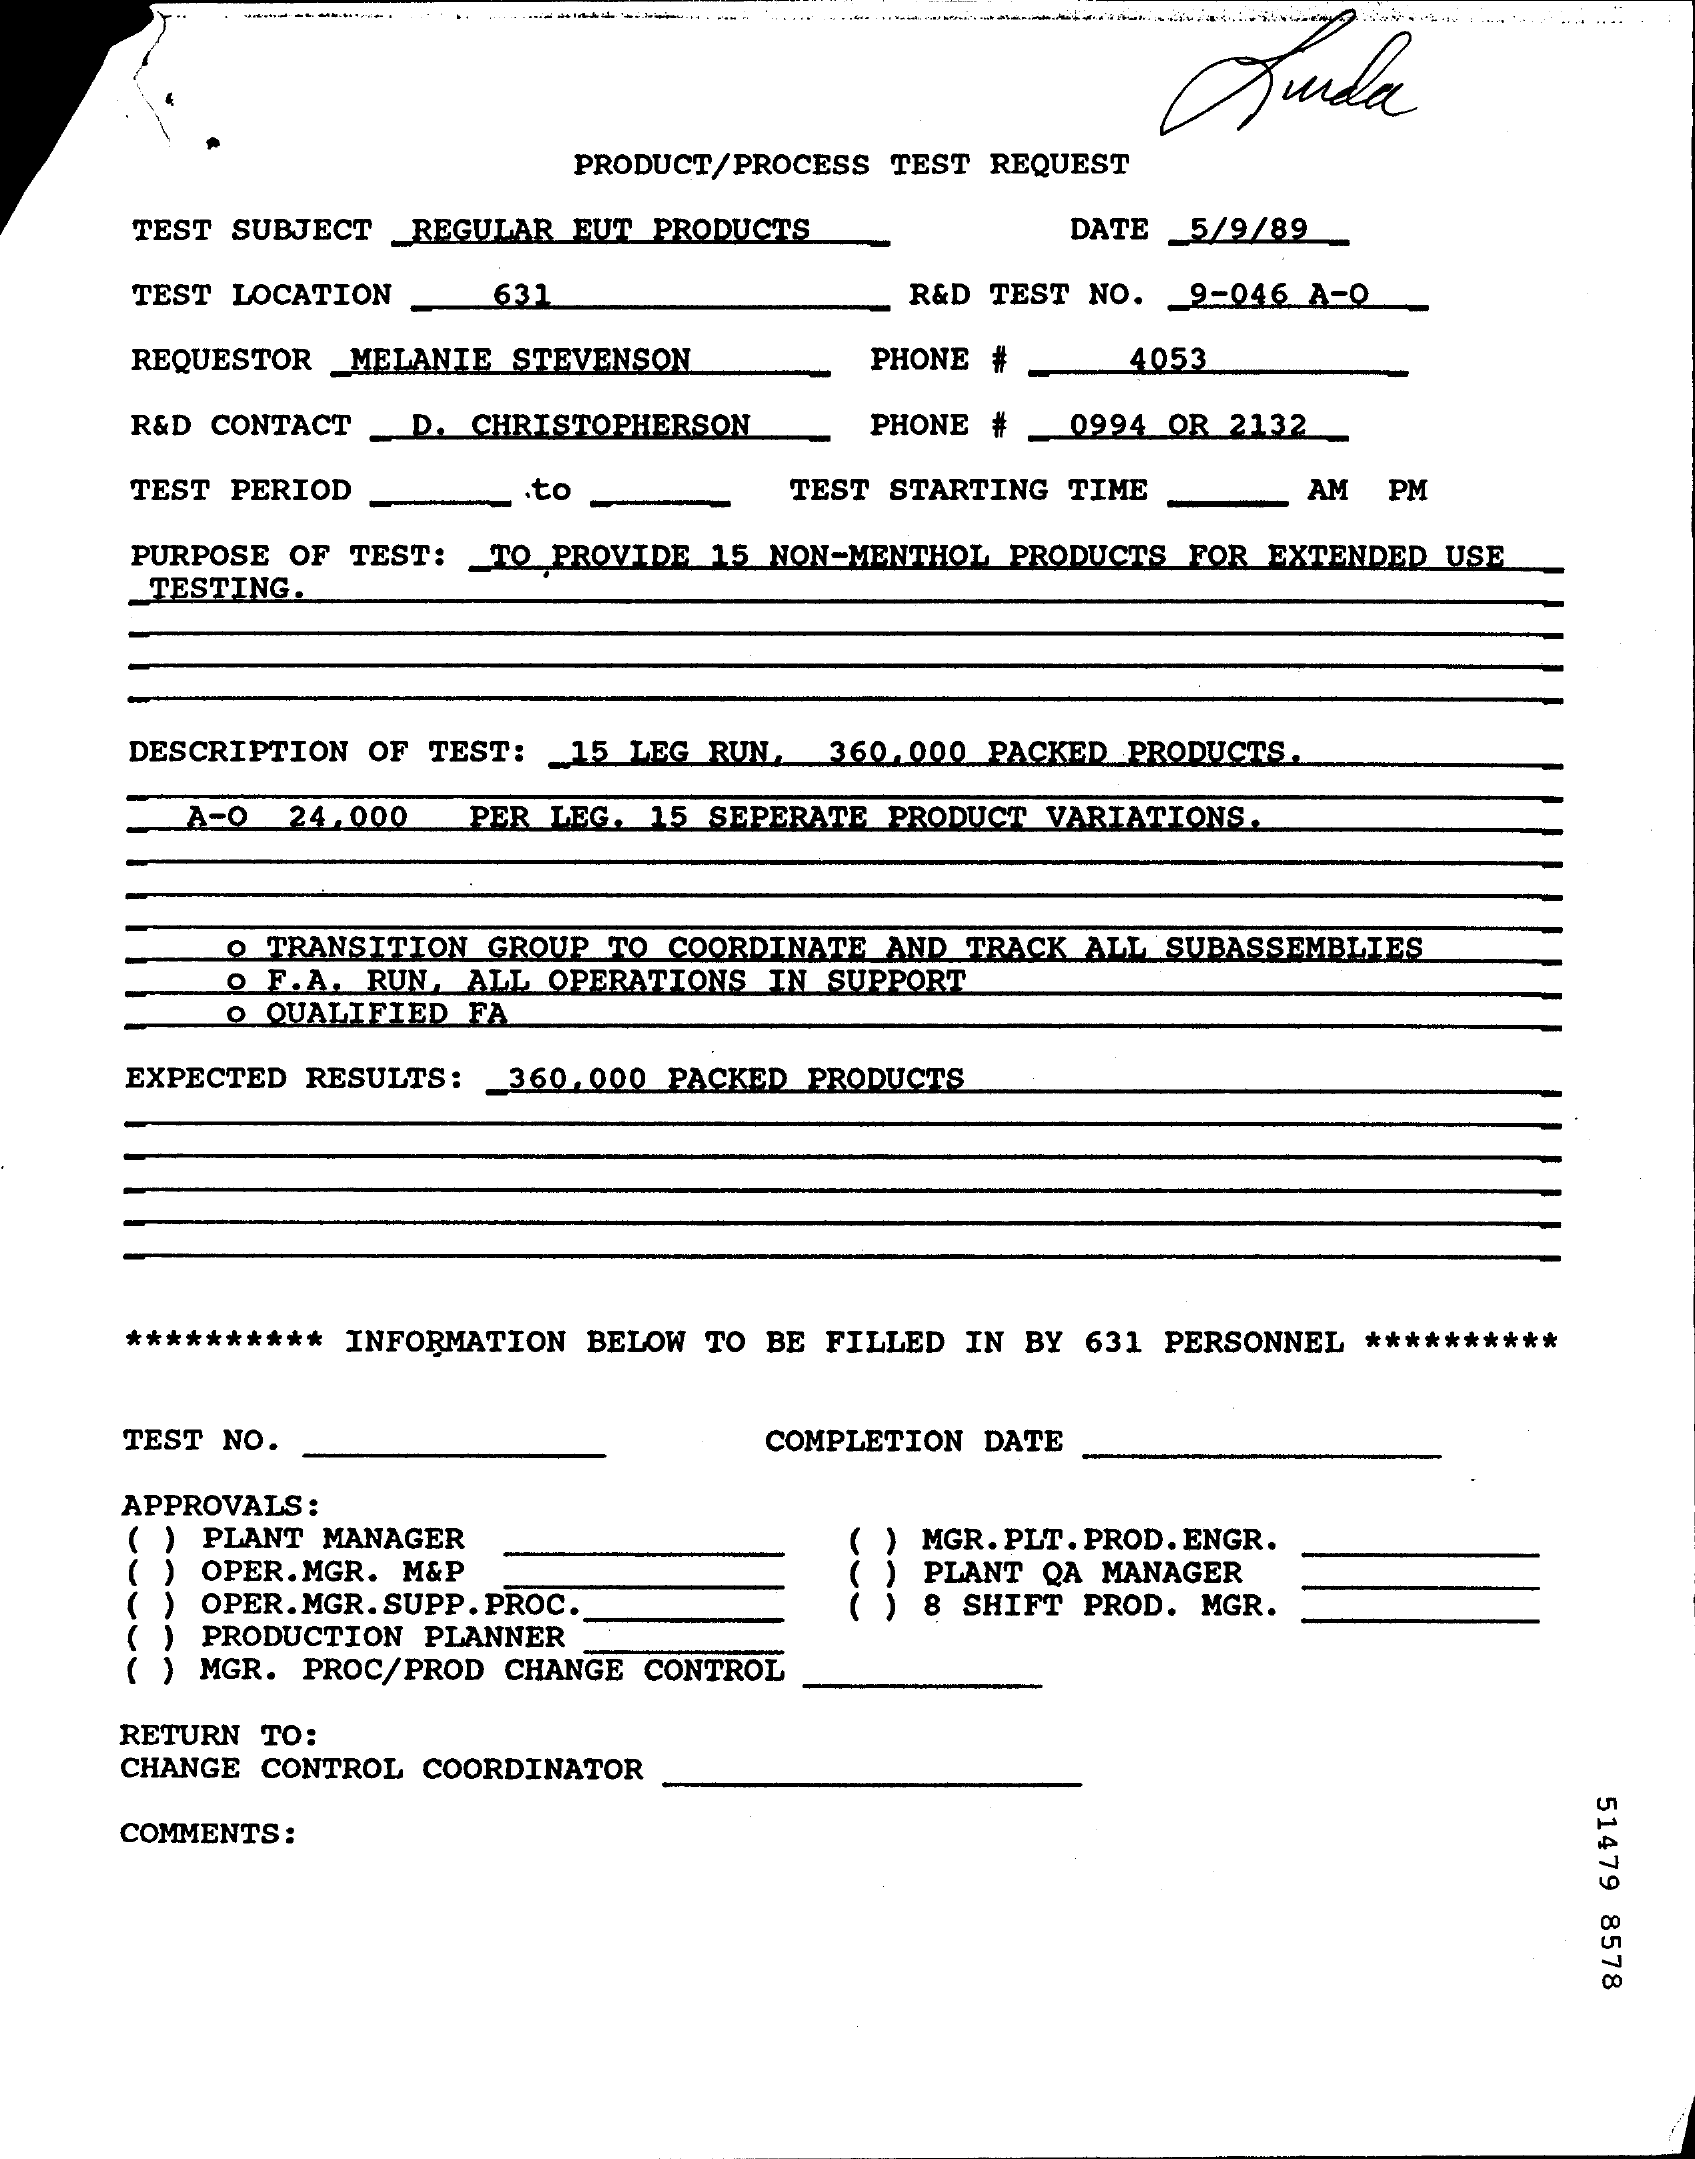 Linda
PRODUCT/PROCESS TEST REQUEST
TEST SUBJECT REGULAR EUT PRODUCTS DATE 5/9/89
TEST LOCATION 631 R&D TEST NO. 9-046 A-O
REQUESTOR MELANIE STEVENSON PHONE # 4053
R&D CONTACT D. CHRISTOPHERSON PHONE # 0994 OR 2132
TEST PERIOD ______ to ______ TEST STARTING TIME ______ AM PM
PURPOSE OF TEST: TO PROVIDE 15 NON-MENTHOL PRODUCTS FOR EXTENDED USE
TESTING.
DESCRIPTION OF TEST: 15 LEG RUN, 360,000 PACKED PRODUCTS.
A-O 24,000 PER LEG. 15 SEPERATE PRODUCT VARIATIONS.
o TRANSITION GROUP TO COORDINATE AND TRACK ALL SUBASSEMBLIES
o F.A. RUN, ALL OPERATIONS IN SUPPORT
o QUALIFIED FA
EXPECTED RESULTS: 360,000 PACKED PRODUCTS
********** INFORMATION BELOW TO BE FILLED IN BY 631 PERSONNEL **********
TEST NO. ______ COMPLETION DATE ______
APPROVALS:
( ) PLANT MANAGER ______ ( ) MGR.PLT.PROD.ENGR. ______
( ) OPER.MGR. M&P ______ ( ) PLANT QA MANAGER ______
( ) OPER.MGR.SUPP.PROC. ______ ( ) 8 SHIFT PROD. MGR. ______
( ) PRODUCTION PLANNER ______
( ) MGR. PROC/PROD CHANGE CONTROL ______
RETURN TO:
CHANGE CONTROL COORDINATOR ______
COMMENTS:
51479 8578